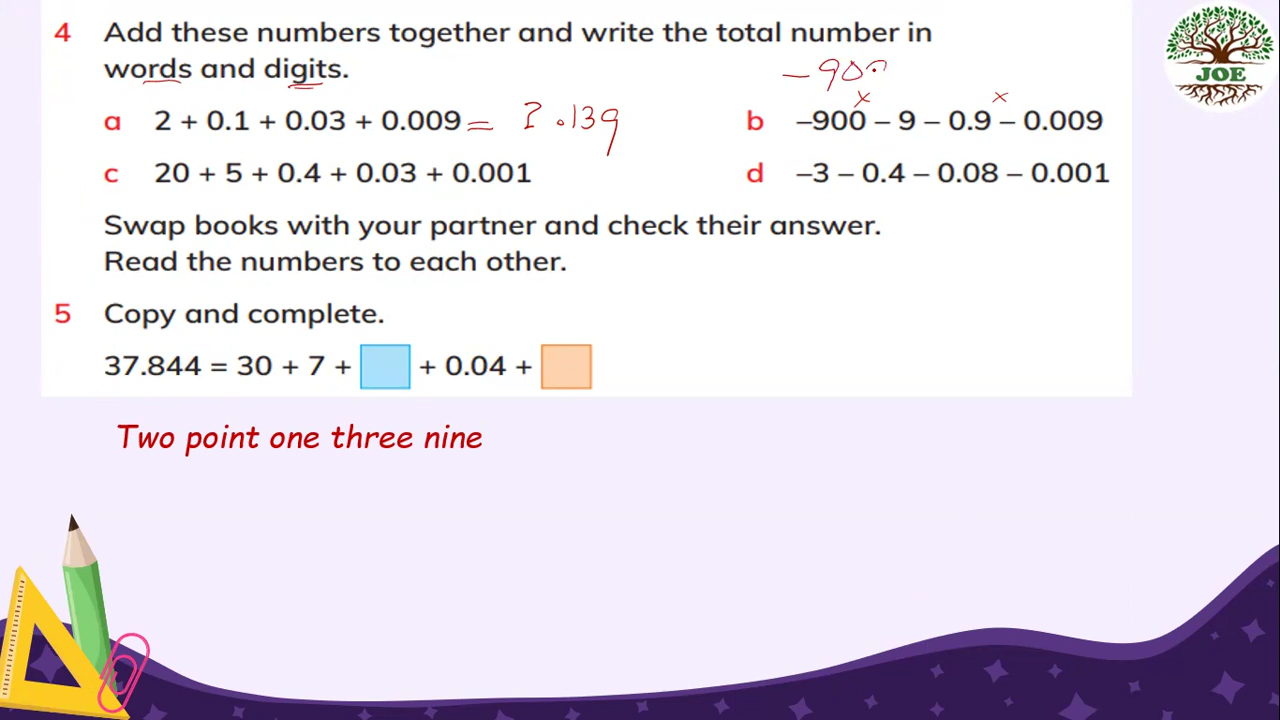 4 Add these numbers together and write the total number in
words and digits.
-909
a 2 + 0.1 + 0.03 + 0.009 = 2.139 b –900 – 9 – 0.9 – 0.009
c 20 + 5 + 0.4 + 0.03 + 0.001 d –3 – 0.4 – 0.08 – 0.001
Swap books with your partner and check their answer.
Read the numbers to each other.
5 Copy and complete.
37.844 = 30 + 7 + + 0.04 +
Two point one three nine
JOE